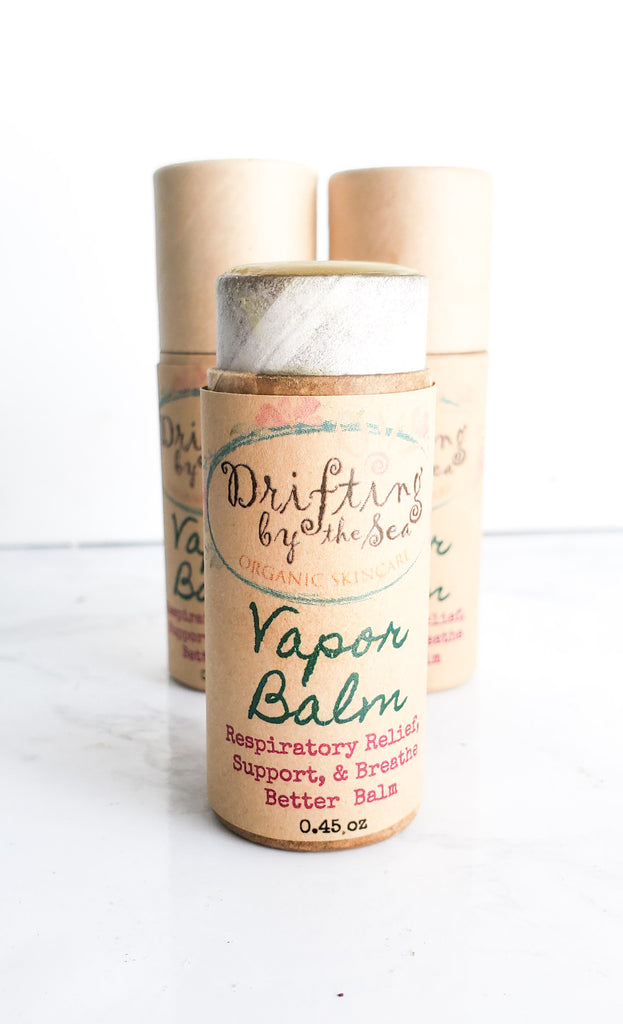 Drifting
by the Sea
ORGANIC SKINCARE
Vapor
Balm
Respiratory Relief,
Support, & Breathe
Better Balm
0.45 oz